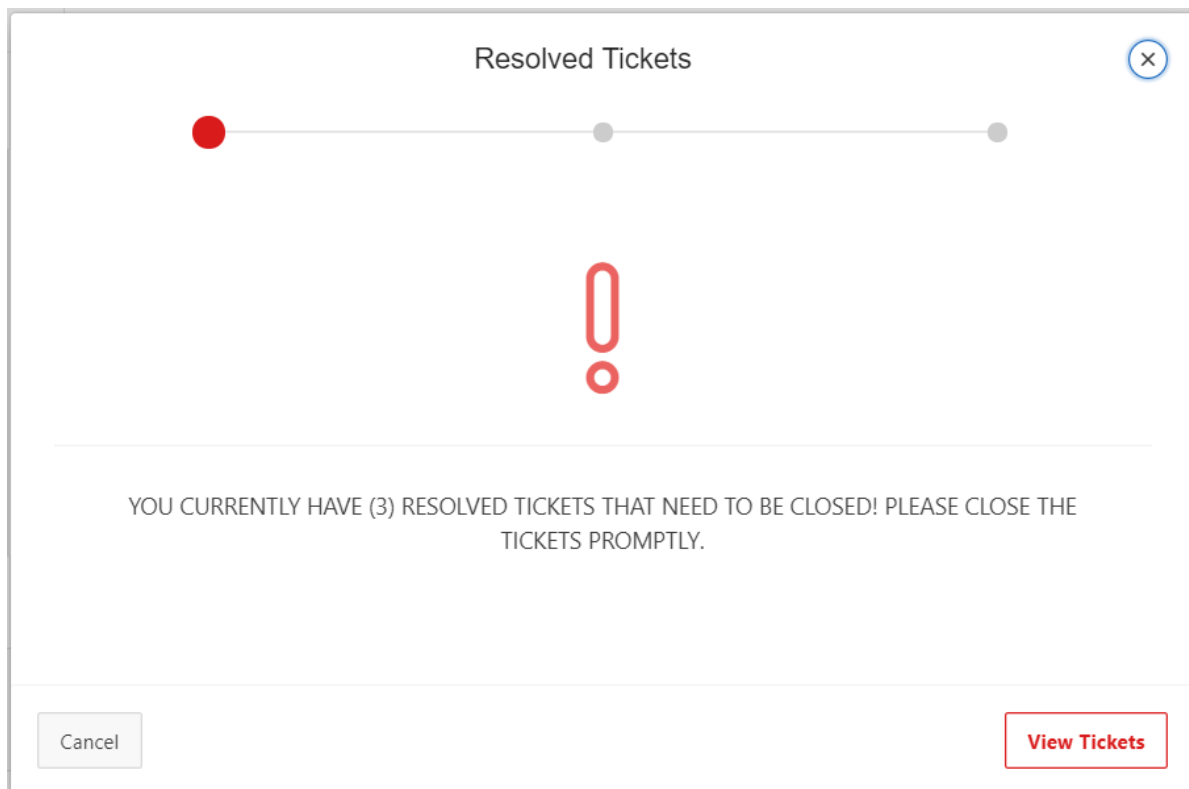 Resolved Tickets
YOU CURRENTLY HAVE (3) RESOLVED TICKETS THAT NEED TO BE CLOSED! PLEASE CLOSE THE
TICKETS PROMPTLY.
Cancel
View Tickets